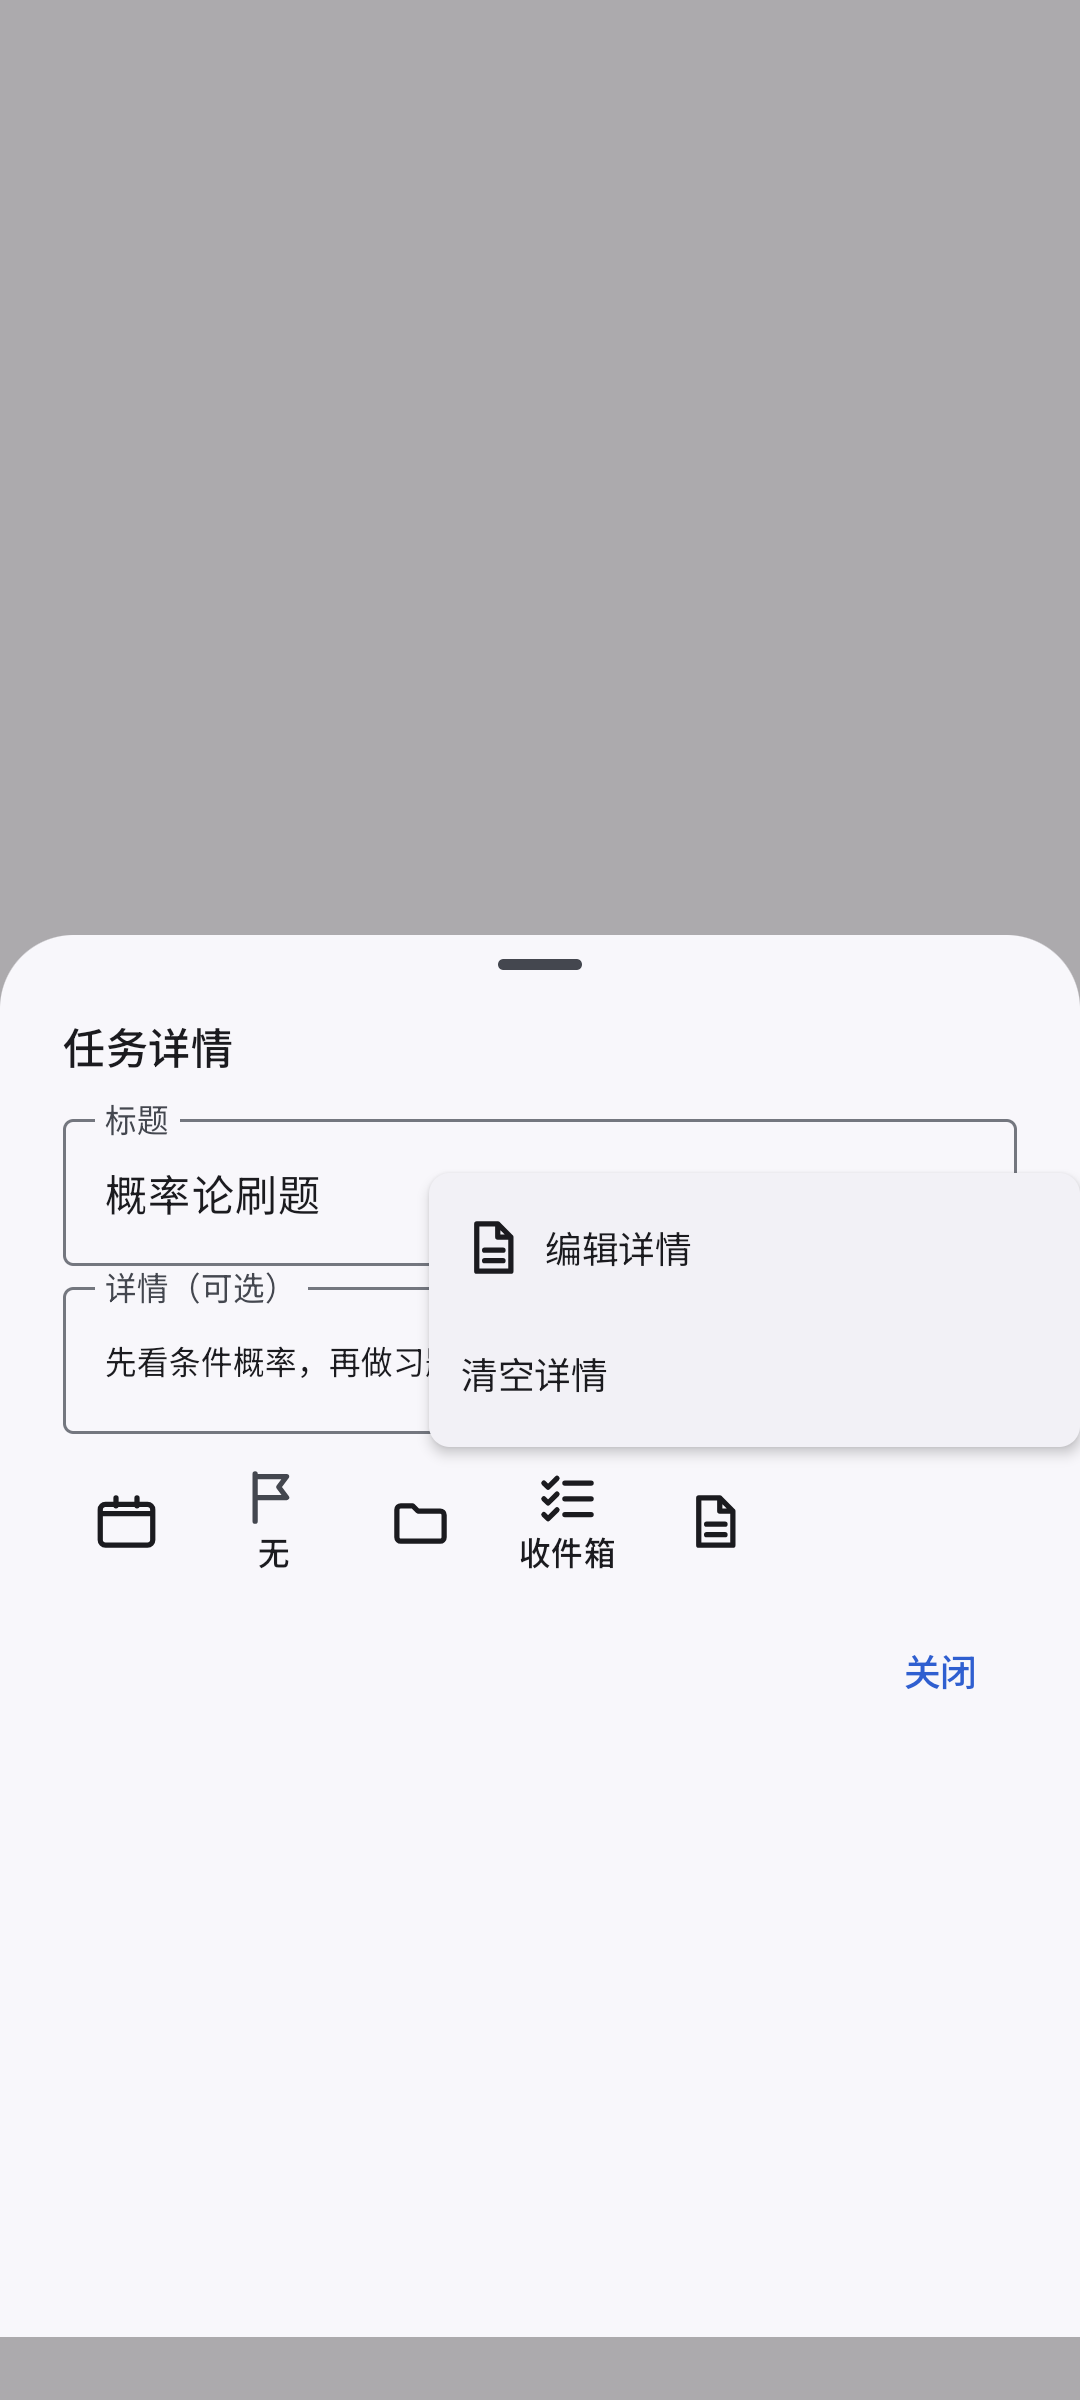 任务详情
标题
概率论刷题
编辑详情
详情（可选）
先看条件概率，再做习
清空详情
无
收件箱
关闭